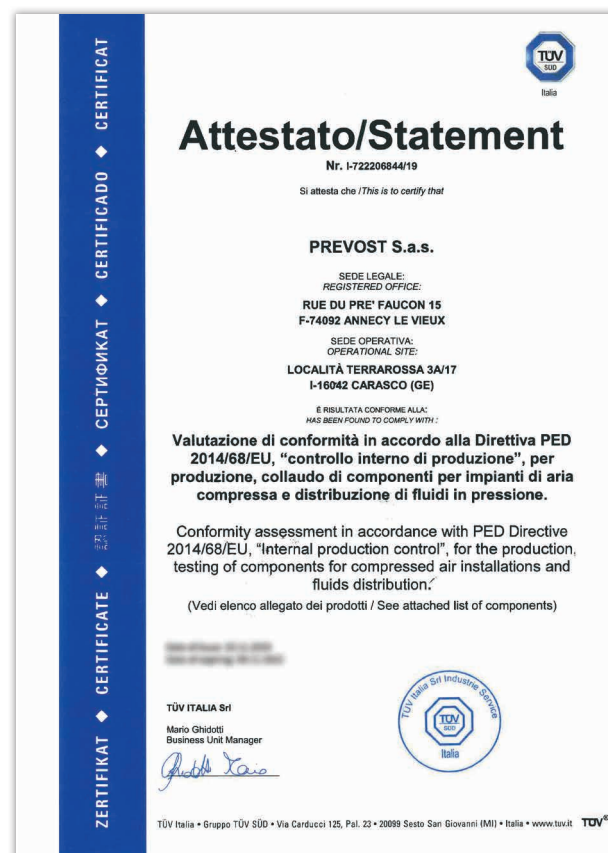 ZERTIFIKAT ◆ CERTIFICATE ◆ 認証証書 ◆ СЕРТИФИКАТ ◆ CERTIFICADO ◆ CERTIFICAT
TÜV
SÜD
Italia
Attestato/Statement
Nr. I-722206844/19
Si attesta che /This is to certify that
PREVOST S.a.s.
SEDE LEGALE:
REGISTERED OFFICE:
RUE DU PRE' FAUCON 15
F-74092 ANNECY LE VIEUX
SEDE OPERATIVA:
OPERATIONAL SITE:
LOCALITÀ TERRAROSSA 3A/17
I-16042 CARASCO (GE)
É RISULTATA CONFORME ALLA:
HAS BEEN FOUND TO COMPLY WITH :
Valutazione di conformità in accordo alla Direttiva PED
2014/68/EU, “controllo interno di produzione”, per
produzione, collaudo di componenti per impianti di aria
compressa e distribuzione di fluidi in pressione.
Conformity assessment in accordance with PED Directive
2014/68/EU, “Internal production control”, for the production,
testing of components for compressed air installations and
fluids distribution.
(Vedi elenco allegato dei prodotti / See attached list of components)
TÜV ITALIA Srl
Mario Ghidotti
Business Unit Manager
TÜV Italia Srl Industrie Service
TÜV
SÜD
Italia
TÜV Italia • Gruppo TÜV SÜD • Via Carducci 125, Pal. 23 • 20099 Sesto San Giovanni (MI) • Italia • www.tuv.it TÜV®